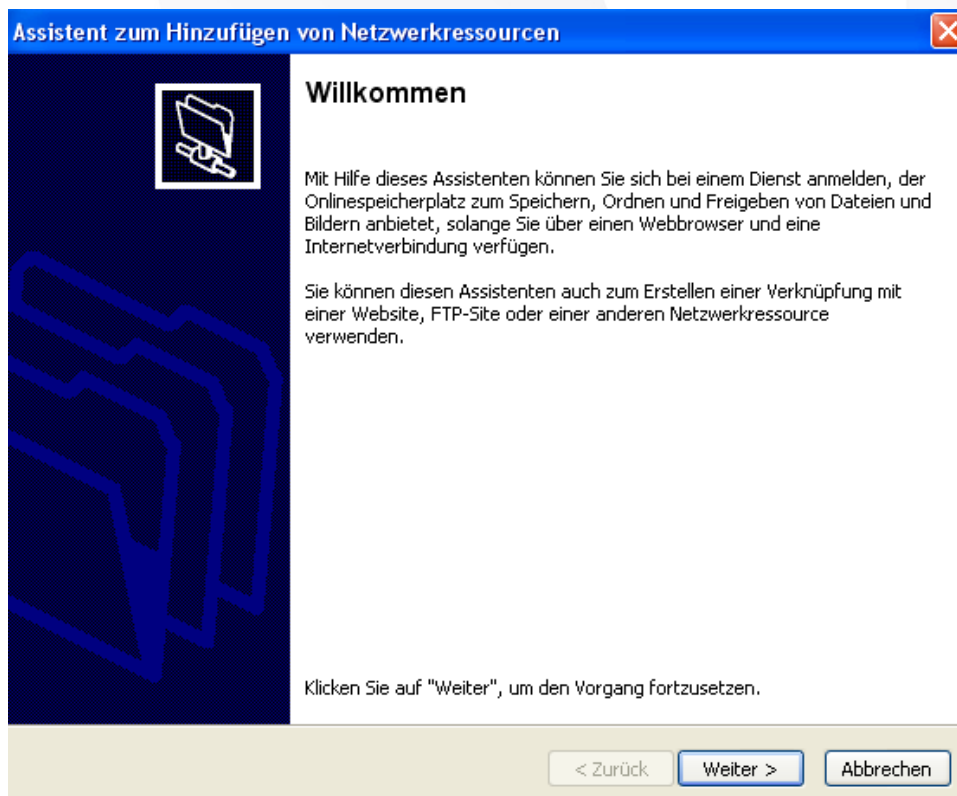 Assistent zum Hinzufügen von Netzwerkressourcen
Willkommen
Mit Hilfe dieses Assistenten können Sie sich bei einem Dienst anmelden, der
Onlinespeicherplatz zum Speichern, Ordnen und Freigeben von Dateien und
Bildern anbietet, solange Sie über einen Webbrowser und eine
Internetverbindung verfügen.
Sie können diesen Assistenten auch zum Erstellen einer Verknüpfung mit
einer Website, FTP-Site oder einer anderen Netzwerkressource
verwenden.
Klicken Sie auf "Weiter", um den Vorgang fortzusetzen.
< Zurück Weiter > Abbrechen